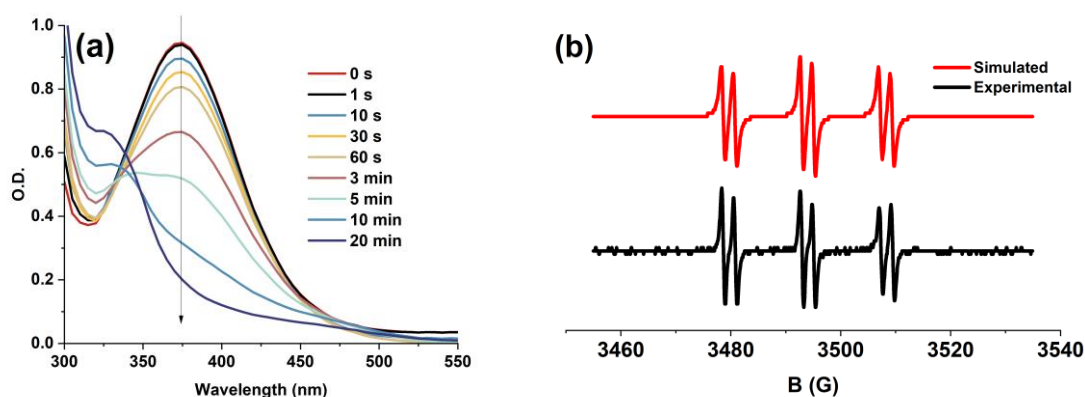 (a)
1.0
0.8
0.6
0.4
0.2
0.0
O.D.
0 s
1 s
10 s
30 s
60 s
3 min
5 min
10 min
20 min
300 350 400 450 500 550
Wavelength (nm)
(b)
Simulated
Experimental
3460 3480 3500 3520 3540
B (G)